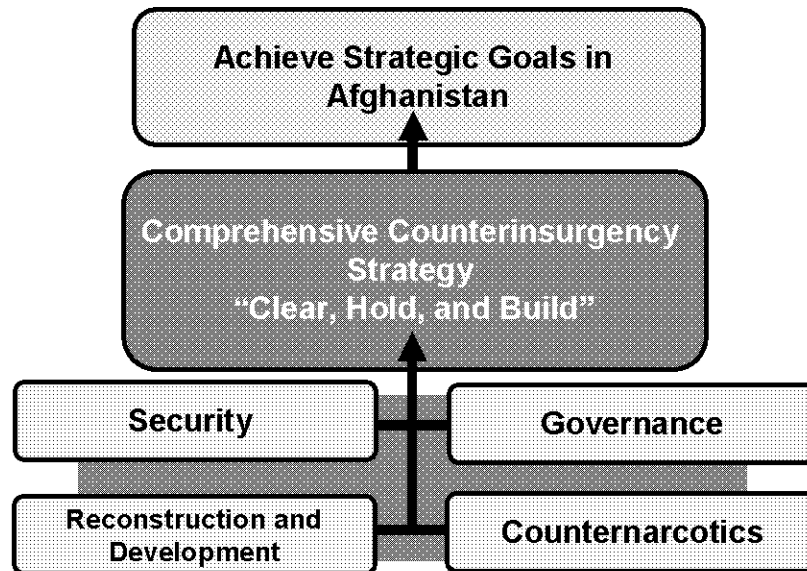 Achieve Strategic Goals in
Afghanistan
Comprehensive Counterinsurgency
Strategy
“Clear, Hold, and Build”
Security
Governance
Reconstruction and
Development
Counternarcotics